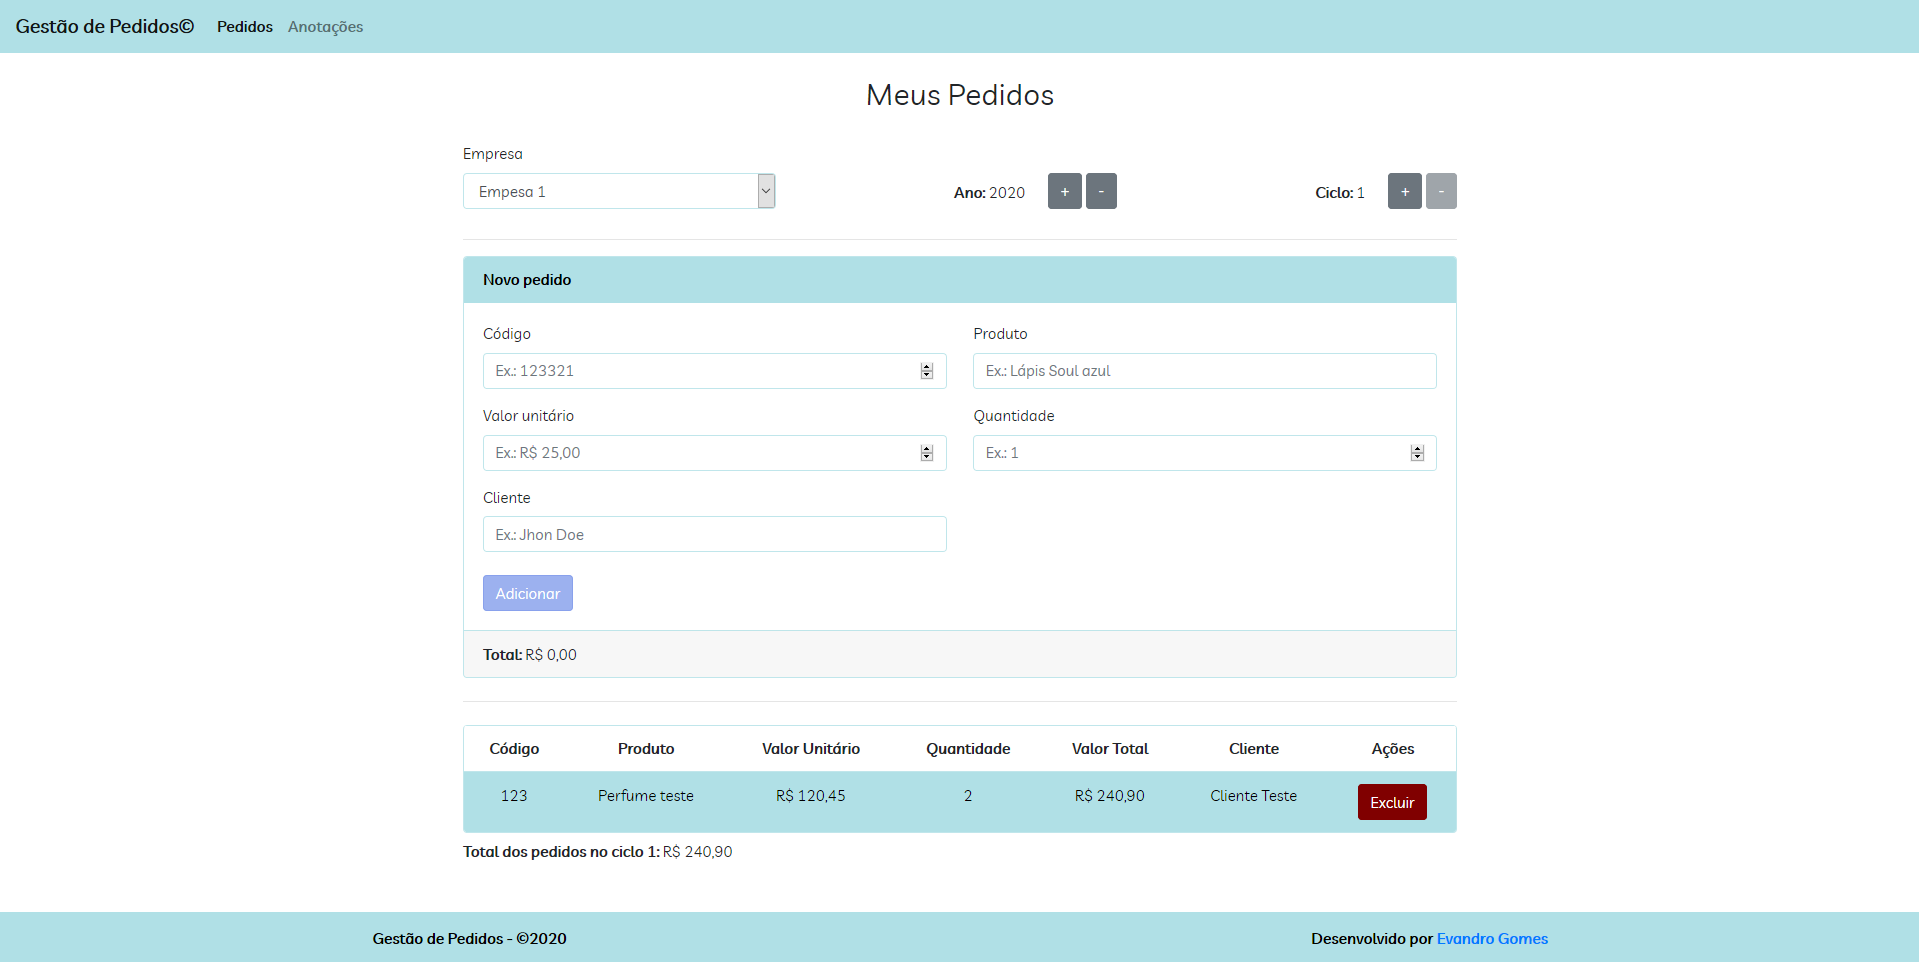 Gestão de Pedidos© Pedidos Anotações
Meus Pedidos
Empresa
Empesa 1
Ano: 2020 + -
Ciclo: 1 + -
Novo pedido
Código Produto
Ex.: 123321 Ex.: Lápis Soul azul
Valor unitário Quantidade
Ex.: R$ 25,00 Ex.: 1
Cliente
Ex.: Jhon Doe
Adicionar
Total: R$ 0,00
Código Produto Valor Unitário Quantidade Valor Total Cliente Ações
123 Perfume teste R$ 120,45 2 R$ 240,90 Cliente Teste Excluir
Total dos pedidos no ciclo 1: R$ 240,90
Gestão de Pedidos - ©2020 Desenvolvido por Evandro Gomes